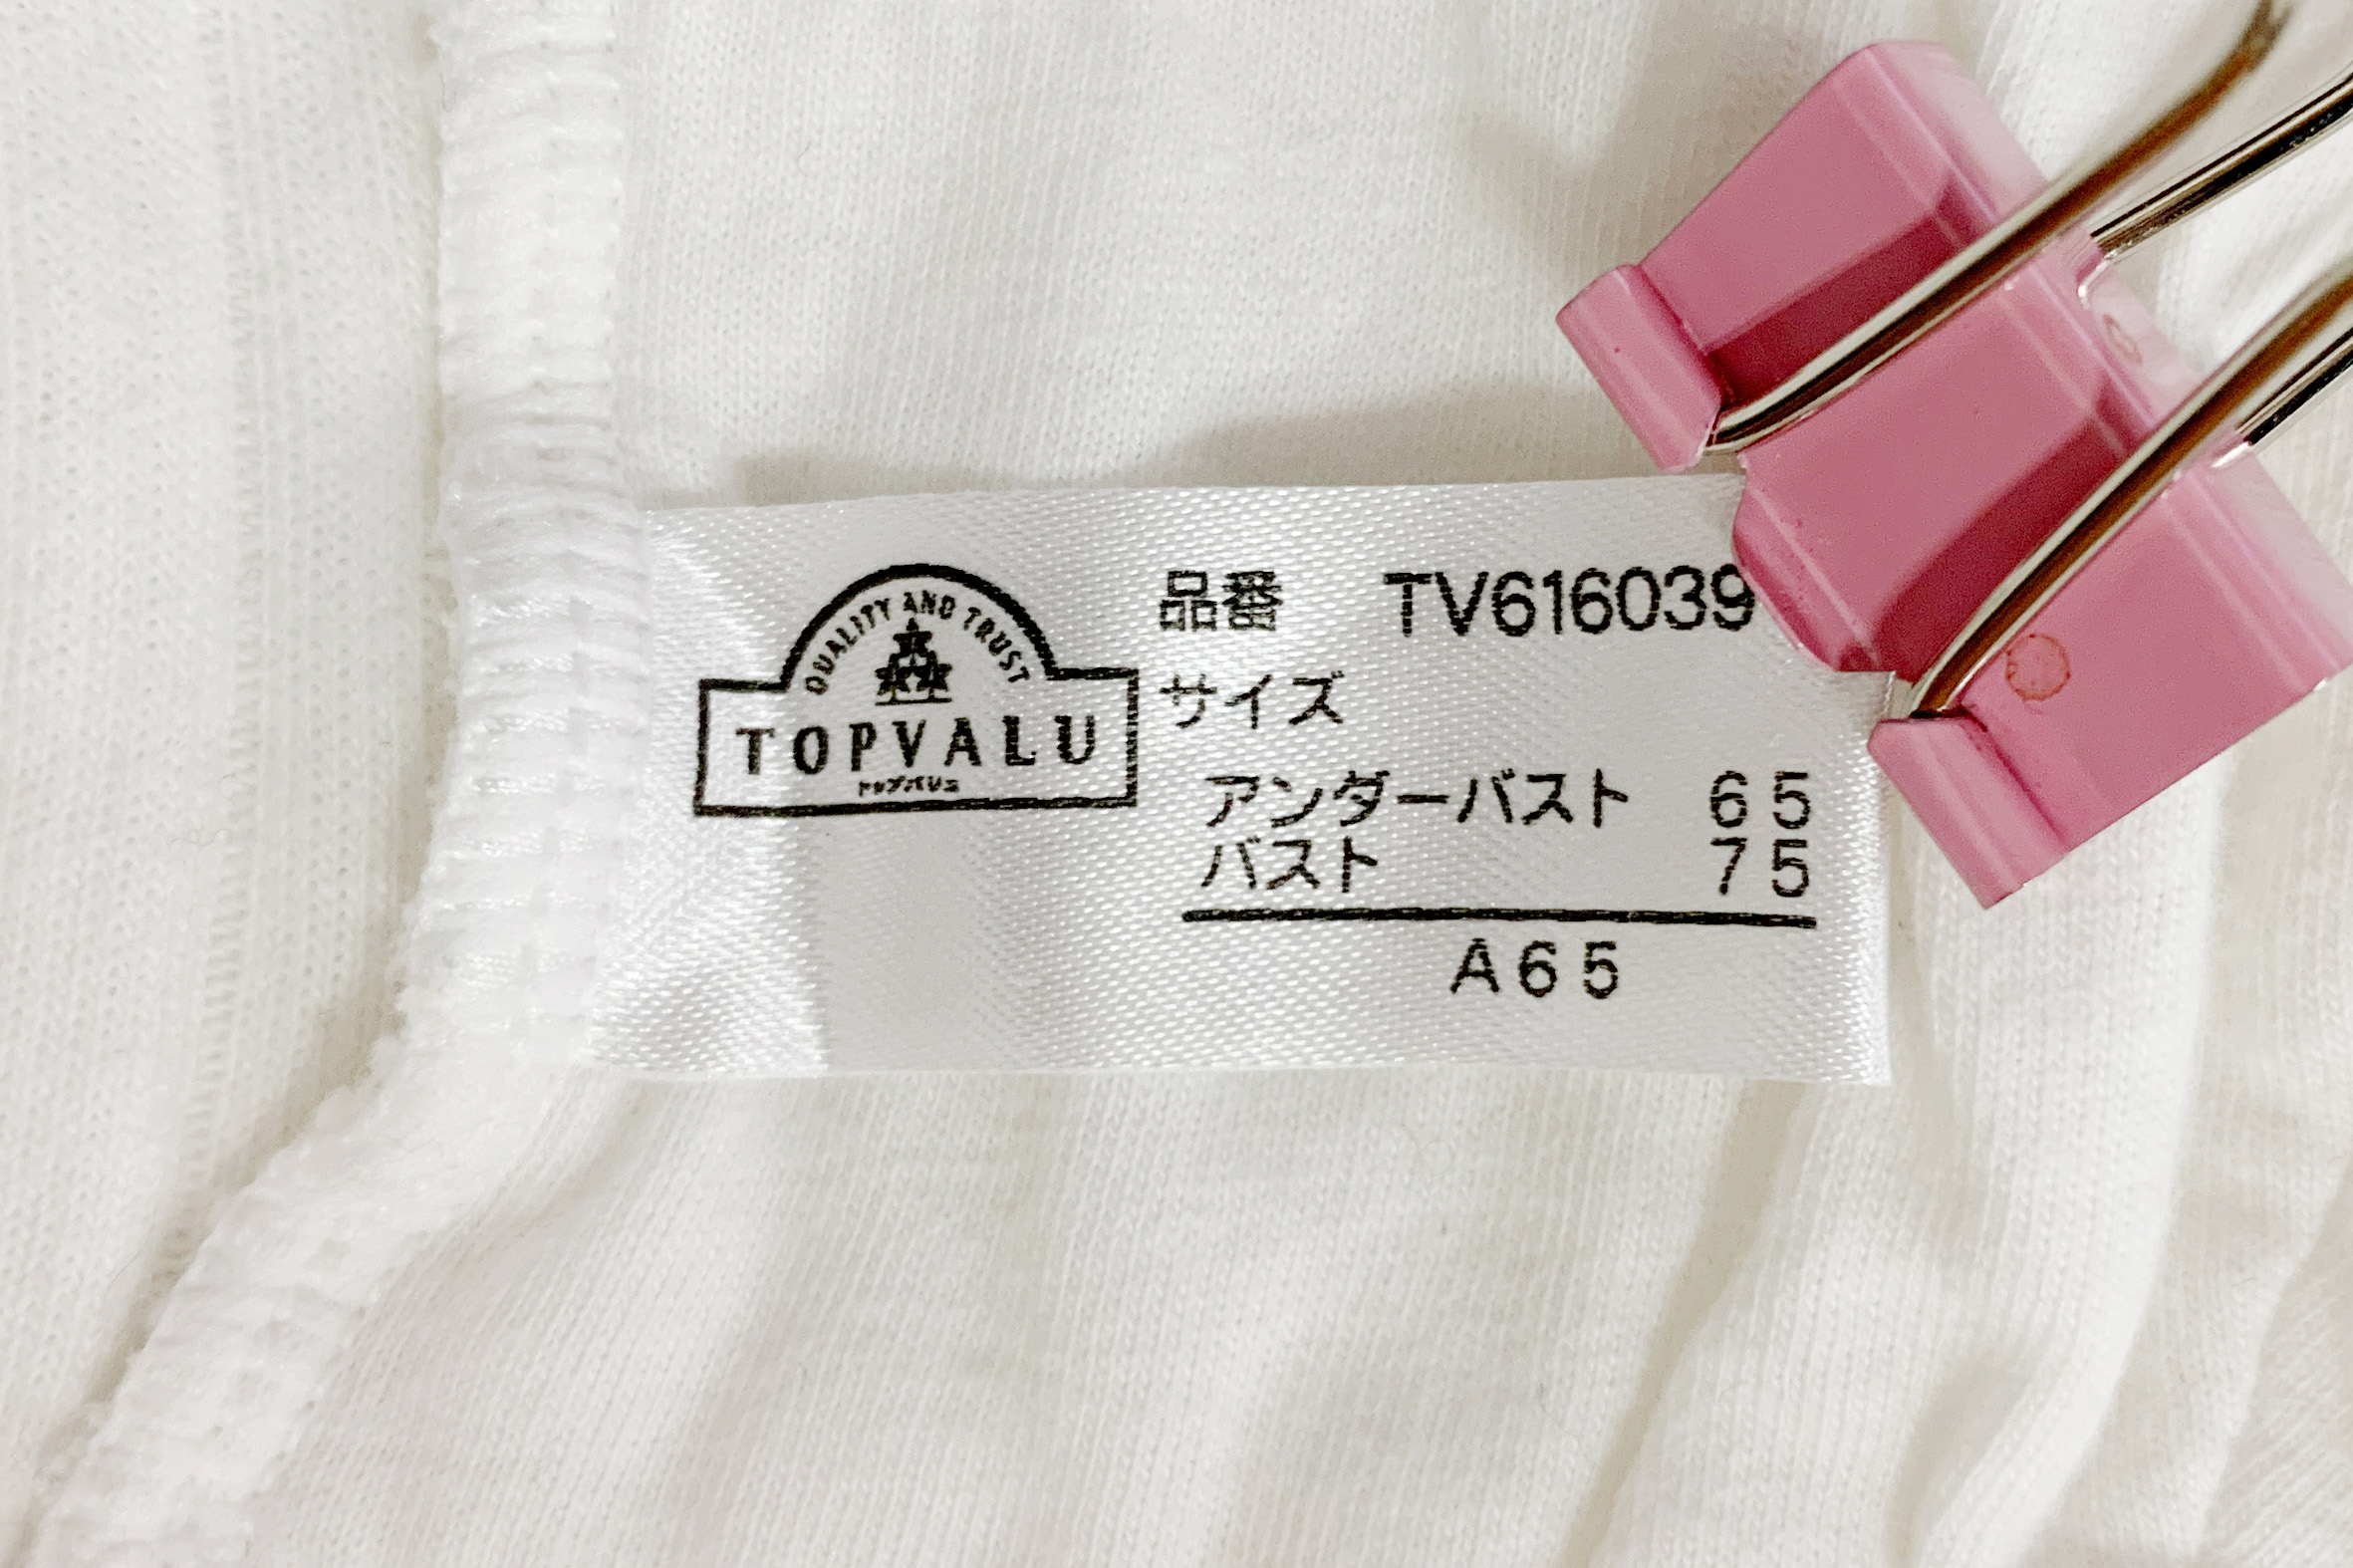 QUALITY AND TRUST
TOPVALU
トップバリュ
品番 TV616039
サイズ
アンダーバスト 65
バスト 75
A65